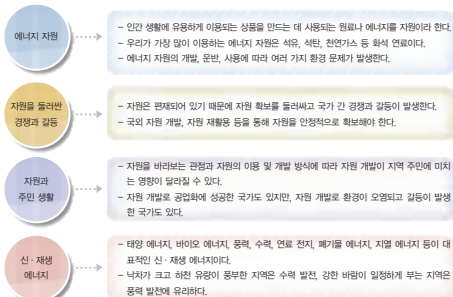 에너지 자원
– 인간 생활에 유용하게 이용되는 상품을 만드는 데 사용되는 원료나 에너지를 자원이라 한다.
– 우리가 가장 많이 이용하는 에너지 자원은 석유, 석탄, 천연가스 등 화석 연료이다.
– 에너지 자원의 개발, 운반, 사용에 따라 여러 가지 환경 문제가 발생한다.
자원을 둘러싼
경쟁과 갈등
– 자원은 편재되어 있기 때문에 자원 확보를 둘러싸고 국가 간 경쟁과 갈등이 발생한다.
– 국외 자원 개발, 자원 재활용 등을 통해 자원을 안정적으로 확보해야 한다.
자원과
주민 생활
– 자원을 바라보는 관점과 자원의 이용 및 개발 방식에 따라 자원 개발이 지역 주민에 미치
는 영향이 달라질 수 있다.
– 자원 개발로 공업화에 성공한 국가도 있지만, 자원 개발로 환경이 오염되고 갈등이 발생
한 국가도 있다.
신 · 재생
에너지
– 태양 에너지, 바이오 에너지, 풍력, 수력, 연료 전지, 폐기물 에너지, 지열 에너지 등이 대
표적인 신 · 재생 에너지이다.
– 낙차가 크고 하천 유량이 풍부한 지역은 수력 발전, 강한 바람이 일정하게 부는 지역은
풍력 발전에 유리하다.